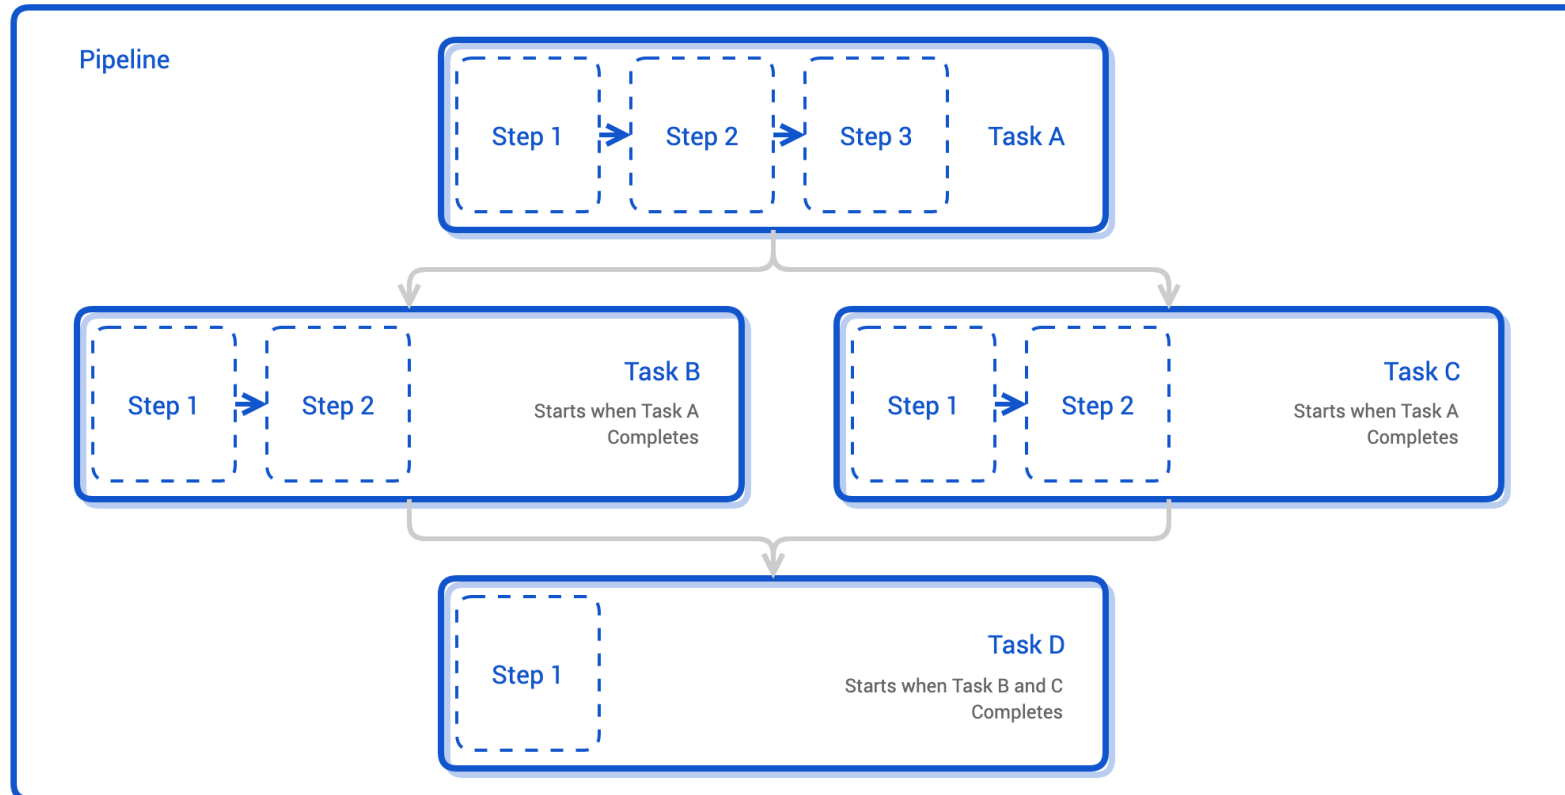 Pipeline
Step 1
Step 2
Step 3
Task A
Step 1
Step 2
Task B
Starts when Task A
Completes
Step 1
Step 2
Task C
Starts when Task A
Completes
Step 1
Task D
Starts when Task B and C
Completes